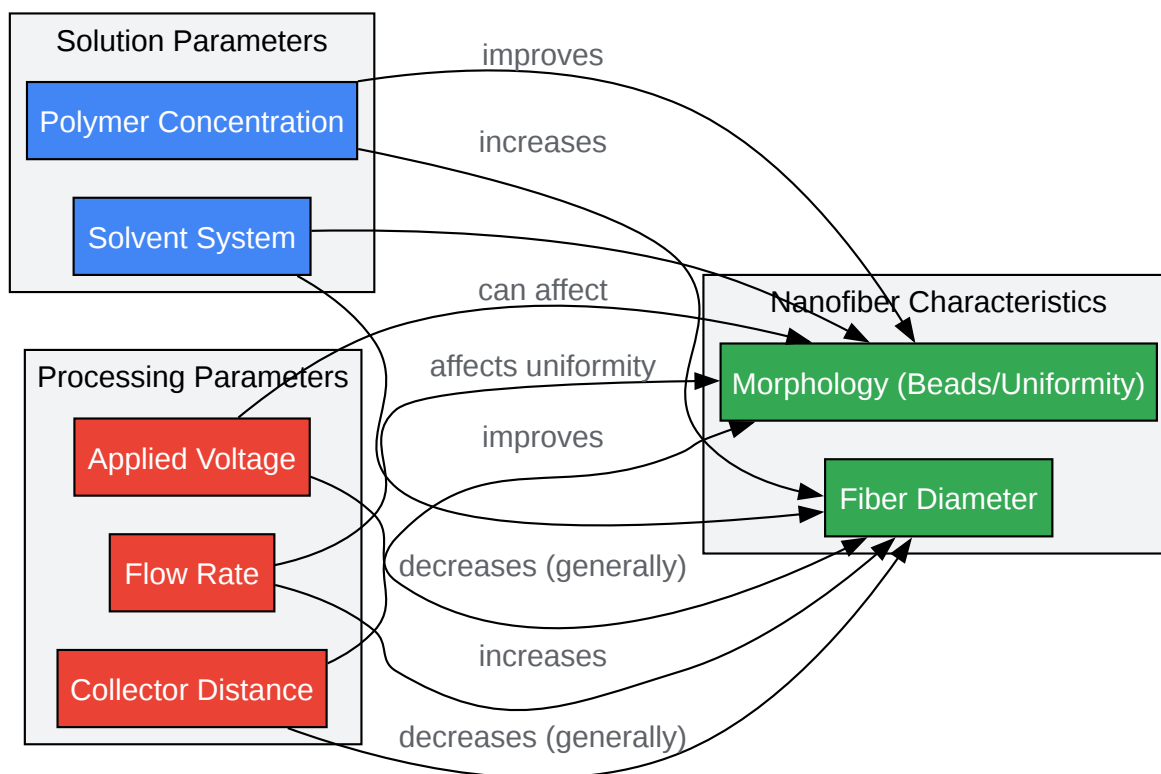 Solution Parameters
Polymer Concentration
Solvent System
Processing Parameters
Applied Voltage
Flow Rate
Collector Distance
improves
increases
can affect
affects uniformity
improves
decreases (generally)
increases
decreases (generally)
Nanofiber Characteristics
Morphology (Beads/Uniformity)
Fiber Diameter